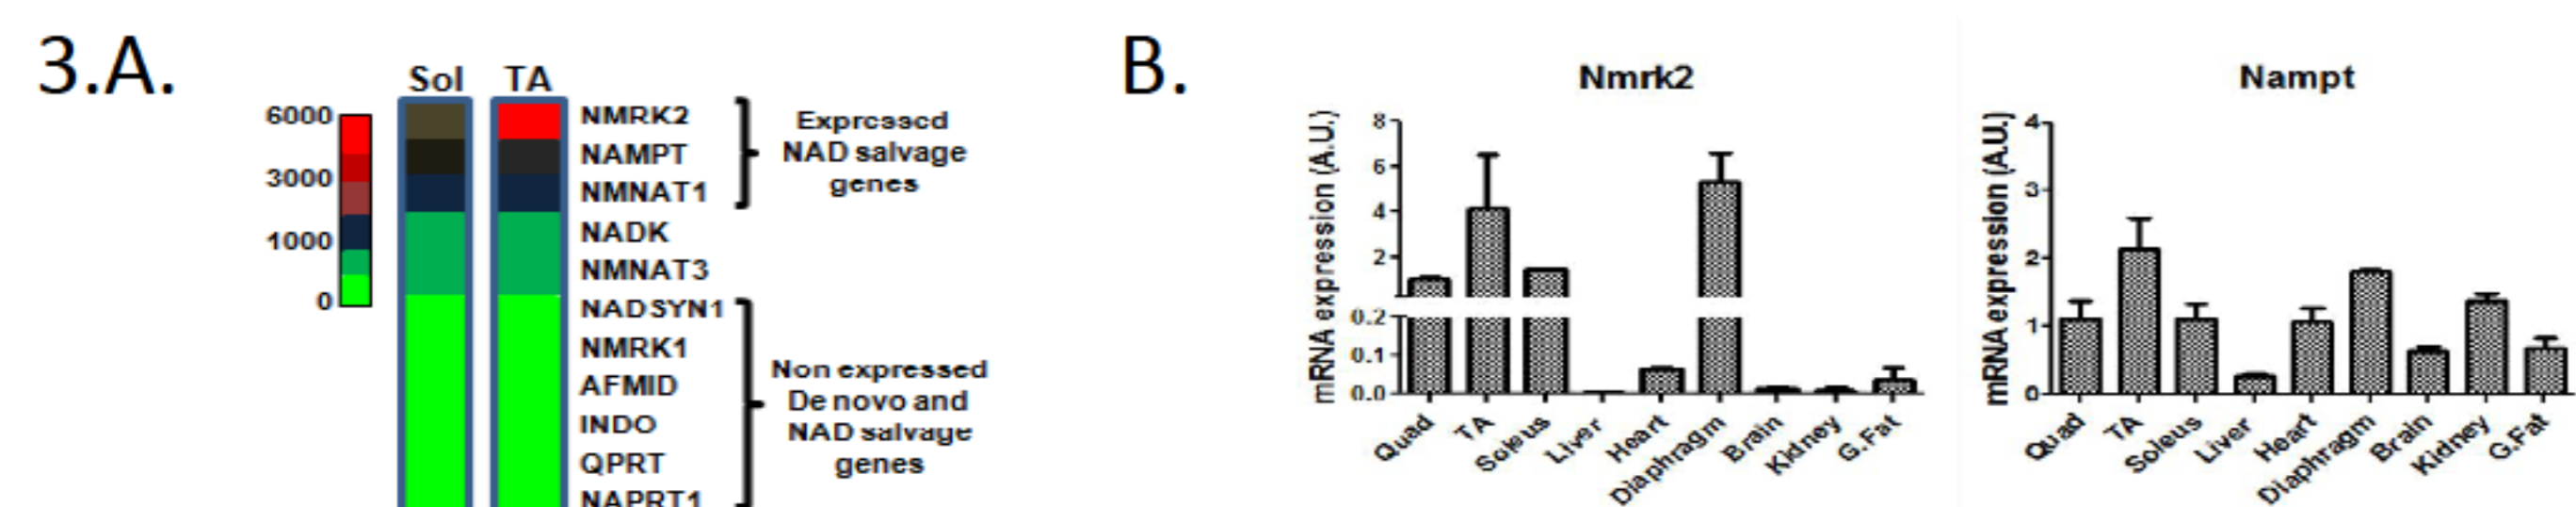 3.A.
Sol TA
6000
3000
1000
0
NMRK2
NAMPT
NMNAT1
NADK
NMNAT3
NADSYN1
NMRK1
AFMID
INDO
QPRT
NAPRT1
Expressed
NAD salvage
genes
Non expressed
De novo and
NAD salvage
genes
B.
Nmrk2
mRNA expression (A.U.)
8
6
4
2
0.2
0.1
0.0
Quad
TA
Soleus
Liver
Heart
Diaphragm
Brain
Kidney
G.Fat
Nampt
mRNA expression (A.U.)
4
3
2
1
0
Quad
TA
Soleus
Liver
Heart
Diaphragm
Brain
Kidney
G.Fat